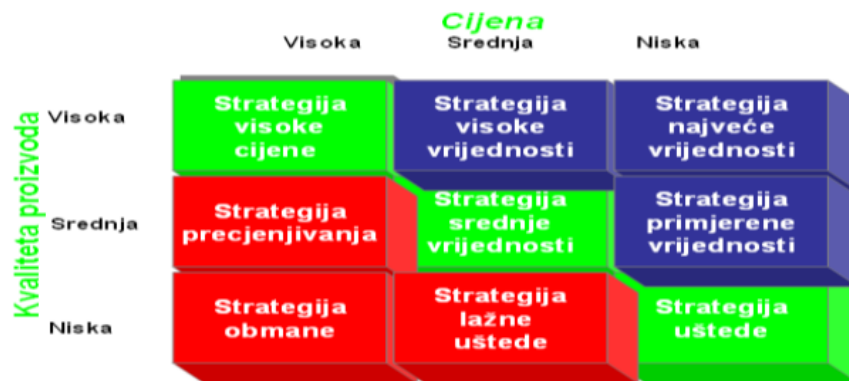 Cijena
Visoka Srednja Niska
Kvaliteta proizvoda
Visoka
Strategija
visoke
cijene
Strategija
visoke
vrijednosti
Strategija
najveće
vrijednosti
Srednja
Strategija
precjenjivanja
Strategija
srednje
vrijednosti
Strategija
primjerene
vrijednosti
Niska
Strategija
obmane
Strategija
lažne
uštede
Strategija
uštede